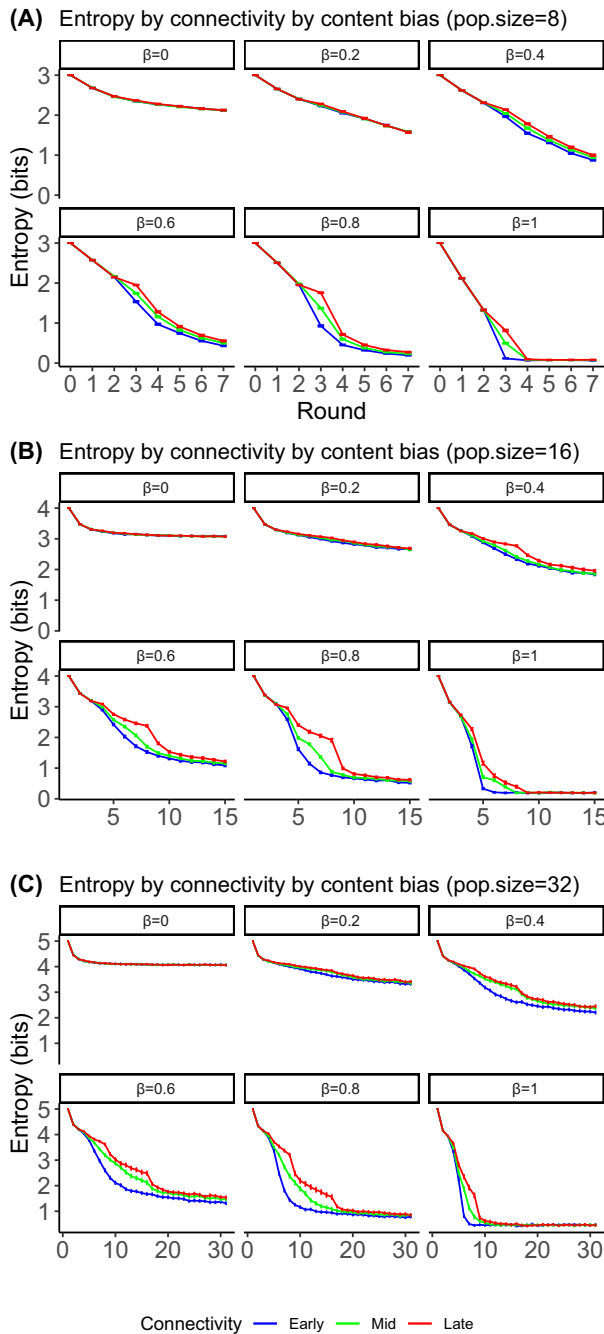 (A) Entropy by connectivity by content bias (pop.size=8)
β=0 β=0.2 β=0.4
3
2
1
0
β=0.6 β=0.8 β=1
3
2
1
0
Entropy (bits)
0 1 2 3 4 5 6 7 0 1 2 3 4 5 6 7 0 1 2 3 4 5 6 7
Round
(B) Entropy by connectivity by content bias (pop.size=16)
β=0 β=0.2 β=0.4
4
3
2
1
0
β=0.6 β=0.8 β=1
4
3
2
1
0
Entropy (bits)
5 10 15 5 10 15 5 10 15
(C) Entropy by connectivity by content bias (pop.size=32)
β=0 β=0.2 β=0.4
5
4
3
2
1
β=0.6 β=0.8 β=1
5
4
3
2
1
Entropy (bits)
0 10 20 30 0 10 20 30 0 10 20 30
Connectivity Early Mid Late